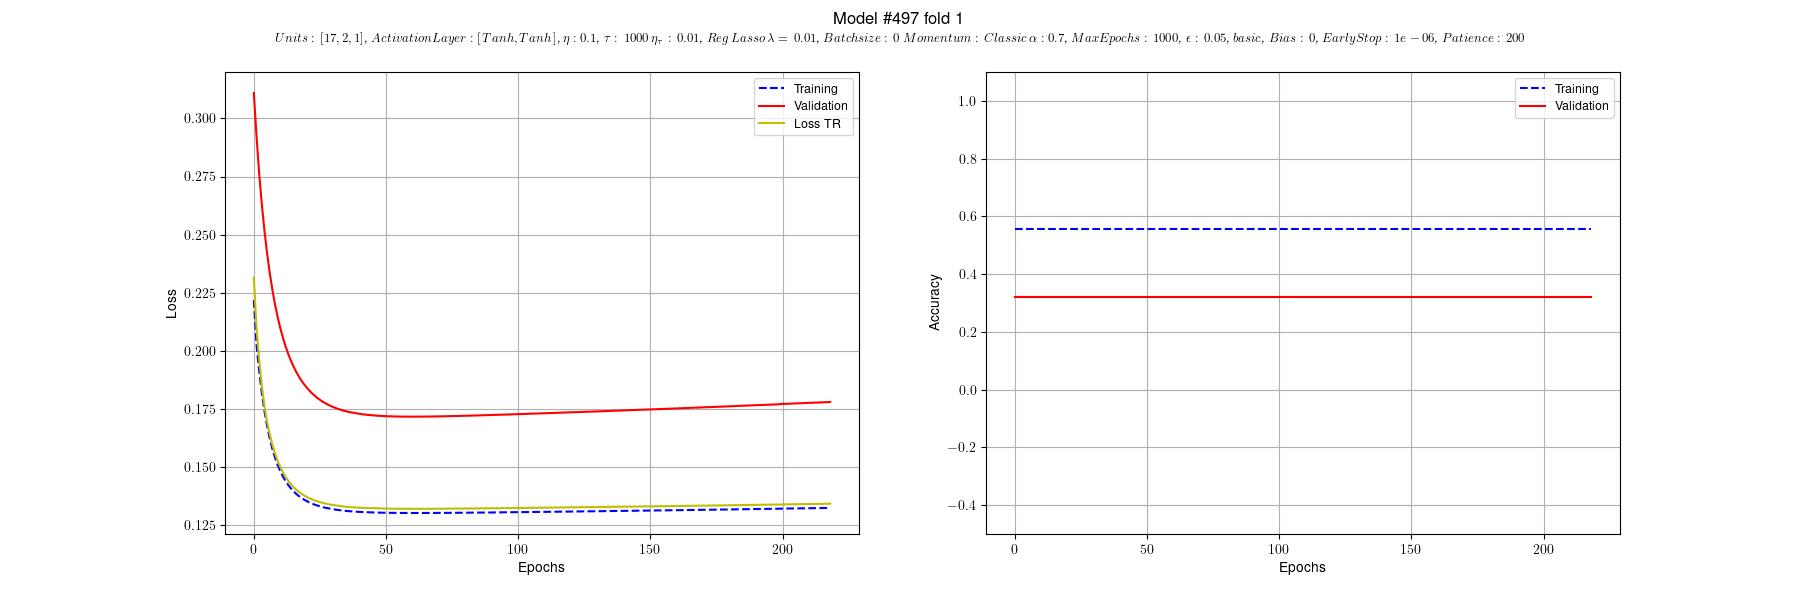 Model #497 fold 1
Units : [17, 2, 1], ActivationLayer : [Tanh, Tanh], η : 0.1, τ : 1000 ητ : 0.01, Reg Lasso λ = 0.01, Batchsize : 0 Momentum : Classic α : 0.7, MaxEpochs : 1000, ϵ : 0.05, basic, Bias : 0, EarlyStop : 1e − 06, Patience : 200
Training
Validation
Loss TR
0.300
0.275
0.250
0.225
0.200
0.175
0.150
0.125
Loss
0
50
100
150
200
Epochs
Training
Validation
1.0
0.8
0.6
0.4
0.2
0.0
−0.2
−0.4
Accuracy
0
50
100
150
200
Epochs